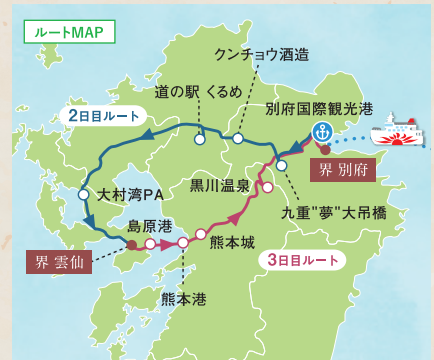 ルートMAP
クンチョウ酒造
道の駅 くるめ
別府国際観光港
2日目ルート
界 別府
黒川温泉
大村湾PA
九重"夢"大吊橋
島原港
熊本城
界 雲仙
3日目ルート
熊本港